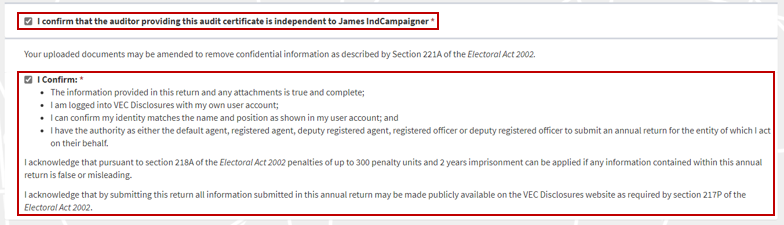 I confirm that the auditor providing this audit certificate is independent to James IndCampaigner *
Your uploaded documents may be amended to remove confidential information as described by Section 221A of the Electoral Act 2002.
I Confirm: *
• The information provided in this return and any attachments is true and complete;
• I am logged into VEC Disclosures with my own user account;
• I can confirm my identity matches the name and position as shown in my user account; and
• I have the authority as either the default agent, registered agent, deputy registered agent, registered officer or deputy registered officer to submit an annual return for the entity of which I act
on their behalf.
I acknowledge that pursuant to section 218A of the Electoral Act 2002 penalties of up to 300 penalty units and 2 years imprisonment can be applied if any information contained within this annual
return is false or misleading.
I acknowledge that by submitting this return all information submitted in this annual return may be made publicly available on the VEC Disclosures website as required by section 217P of the
Electoral Act 2002.